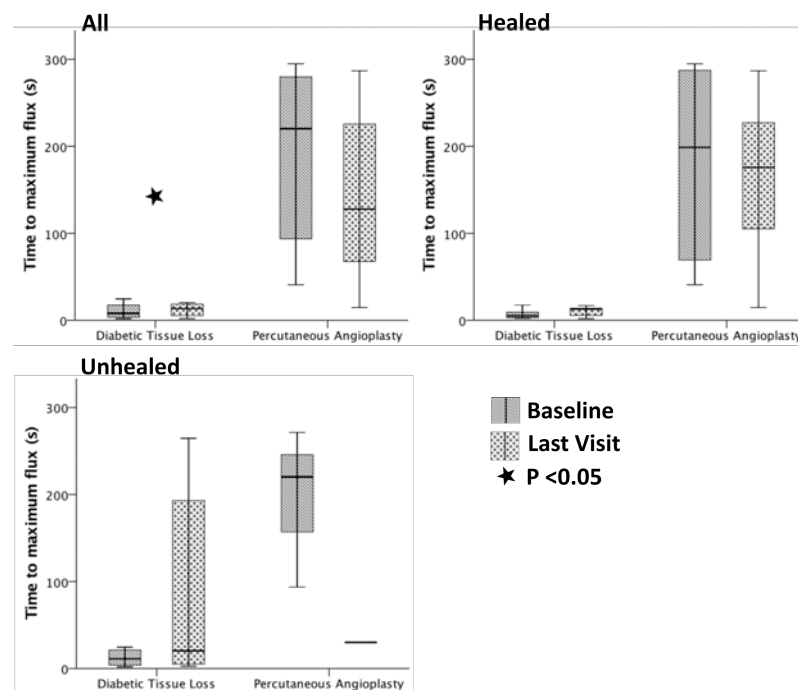 All
Time to maximum flux (s)
300
200
100
0
Diabetic Tissue Loss
Percutaneous Angioplasty
Healed
Time to maximum flux (s)
300
200
100
0
Diabetic Tissue Loss
Percutaneous Angioplasty
Unhealed
Time to maximum flux (s)
300
200
100
0
Diabetic Tissue Loss
Percutaneous Angioplasty
Baseline
Last Visit
P <0.05